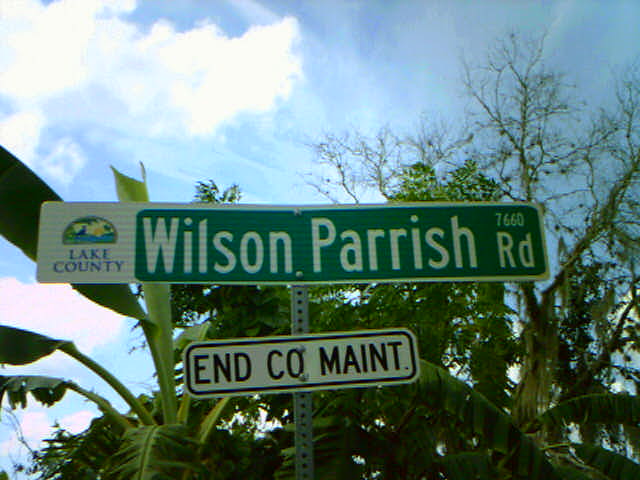 LAKE
COUNTY
Wilson Parrish Rd
7660
END CO MAINT.